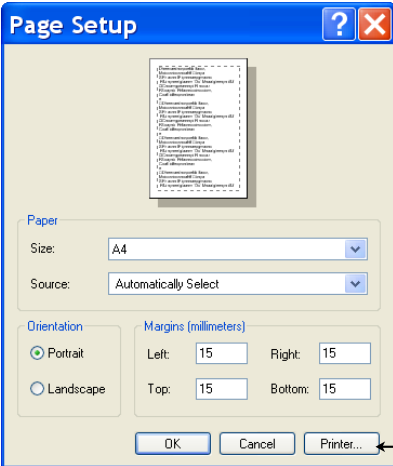 Page Setup
Paper
Size: A4
Source: Automatically Select
Orientation
Portrait
Landscape
Margins (millimeters)
Left: 15 Right: 15
Top: 15 Bottom: 15
OK Cancel Printer...